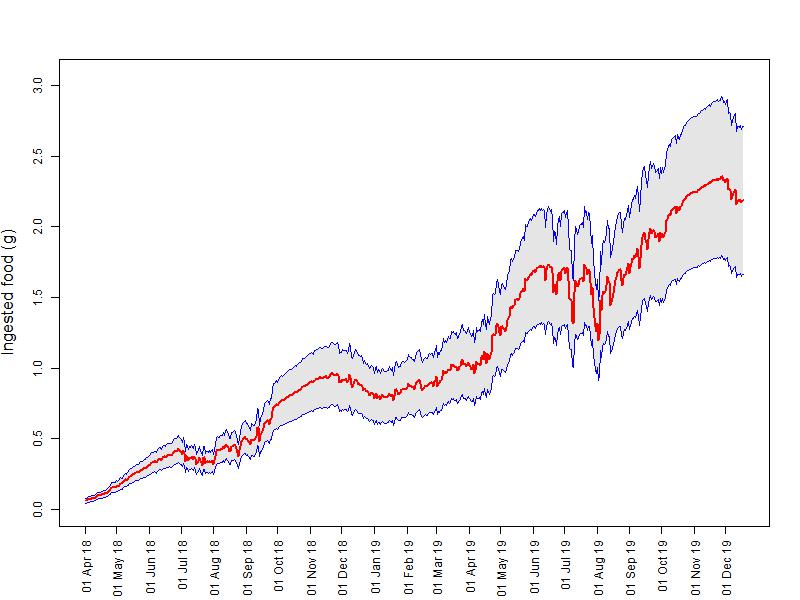 Ingested food (g)
3.0
2.5
2.0
1.5
1.0
0.5
0.0
01 Apr 18
01 May 18
01 Jun 18
01 Jul 18
01 Aug 18
01 Sep 18
01 Oct 18
01 Nov 18
01 Dec 18
01 Jan 19
01 Feb 19
01 Mar 19
01 Apr 19
01 May 19
01 Jun 19
01 Jul 19
01 Aug 19
01 Sep 19
01 Oct 19
01 Nov 19
01 Dec 19